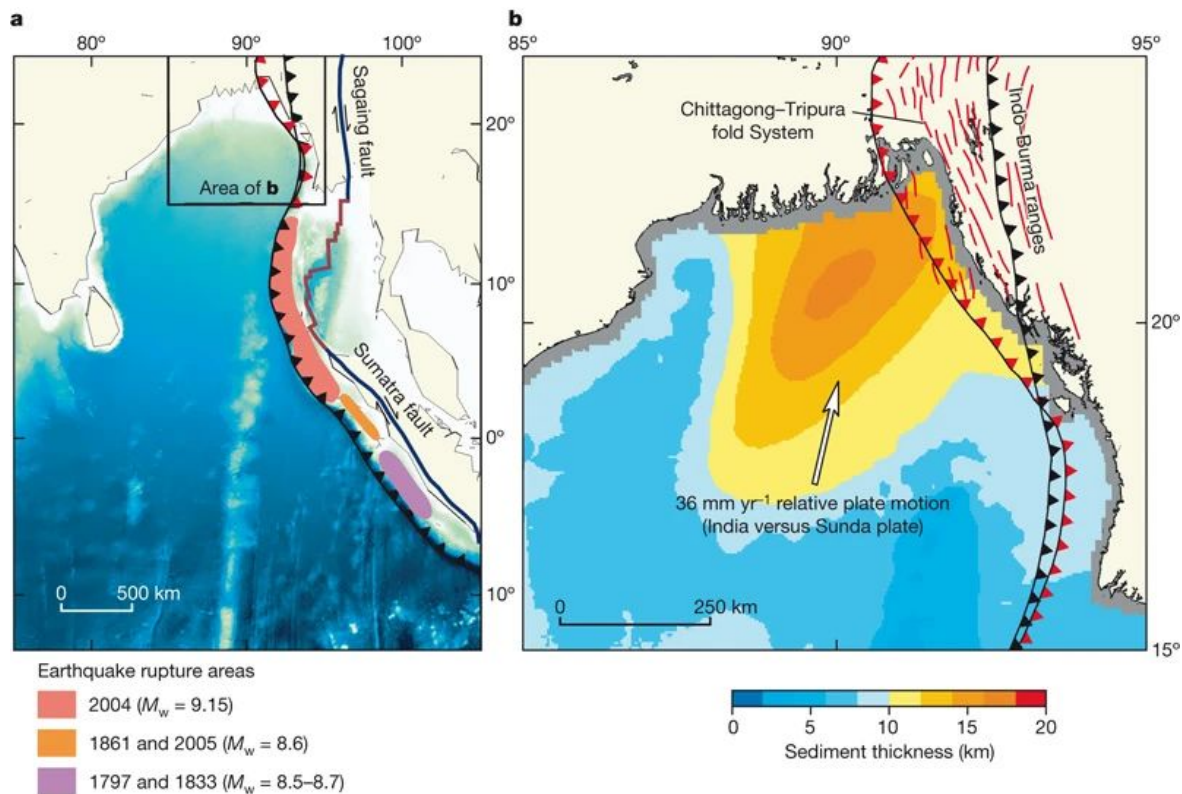 a
80° 90° 100°
20°
10°
0°
10°
Sagaing fault
Area of b
Sumatra fault
0 500 km
Earthquake rupture areas
2004 (Mw = 9.15)
1861 and 2005 (Mw = 8.6)
1797 and 1833 (Mw = 8.5–8.7)
b
85° 90° 95°
Chittagong–Tripura
fold System
Indo-Burma ranges
20°
36 mm yr⁻¹ relative plate motion
(India versus Sunda plate)
0 250 km
15°
0 5 10 15 20
Sediment thickness (km)